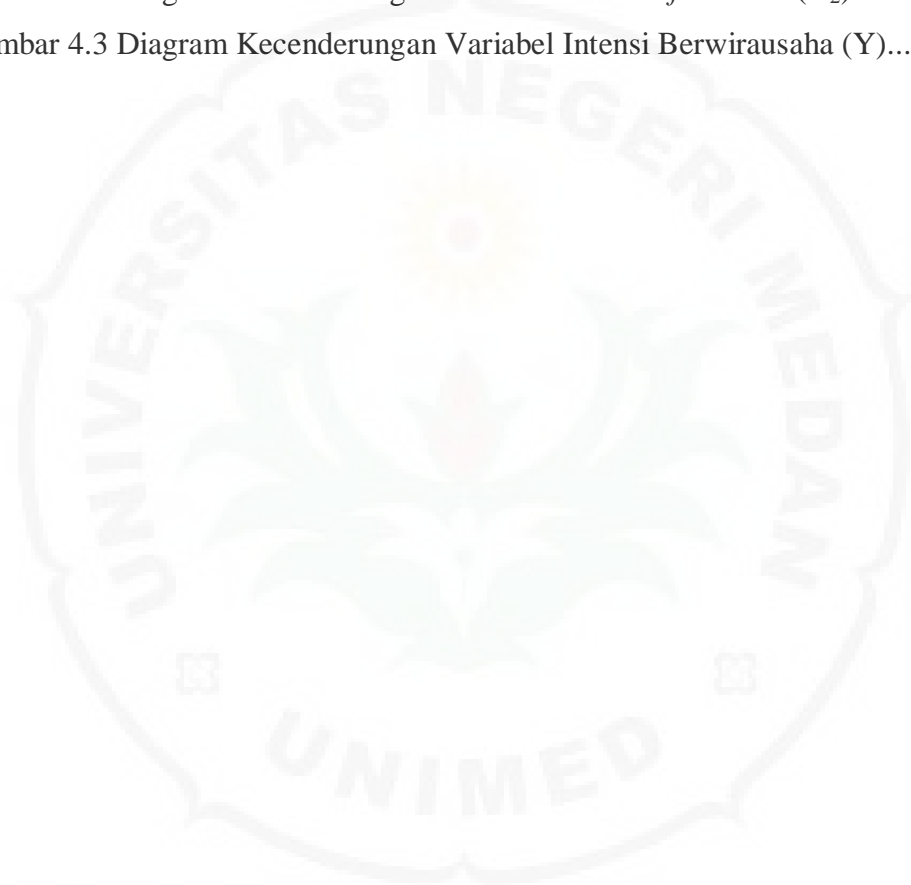 mbar 4.3 Diagram Kecenderungan Variabel Intensi Berwirausaha (Y)...
UNIVERSITAS NEGERI MEDAN
UNIMED